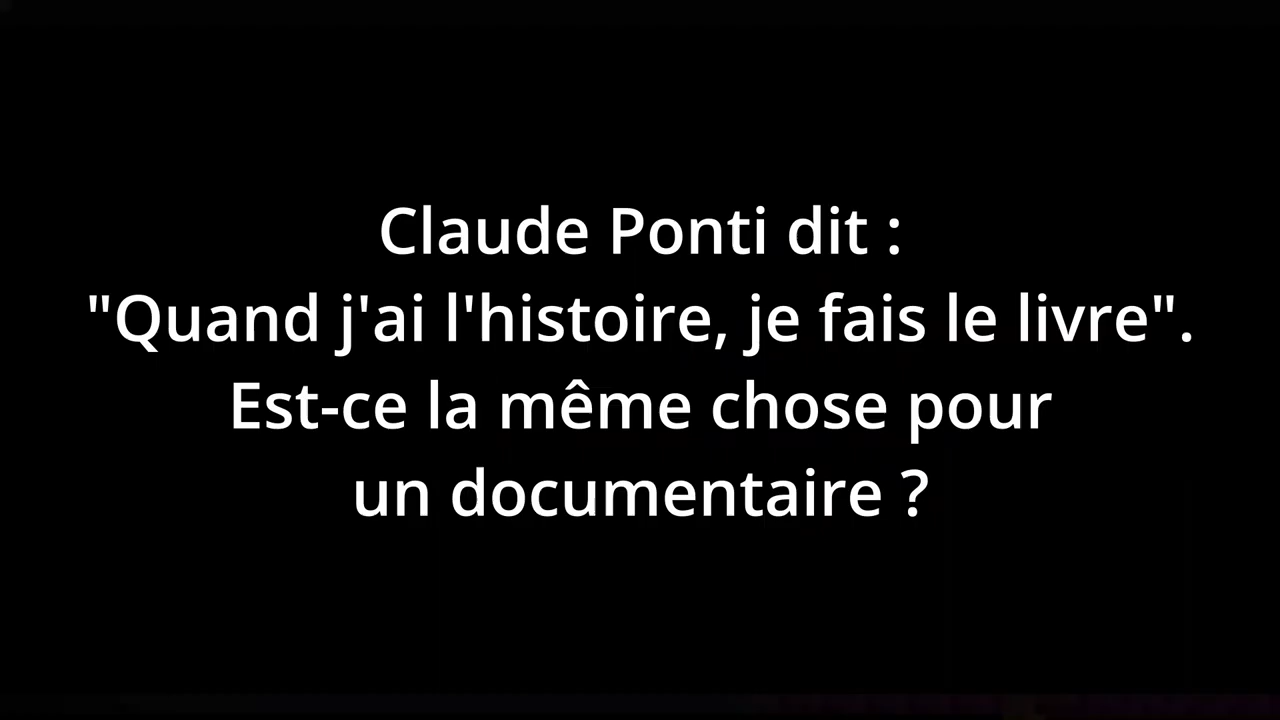 Claude Ponti dit :
"Quand j'ai l'histoire, je fais le livre".
Est-ce la même chose pour
un documentaire ?